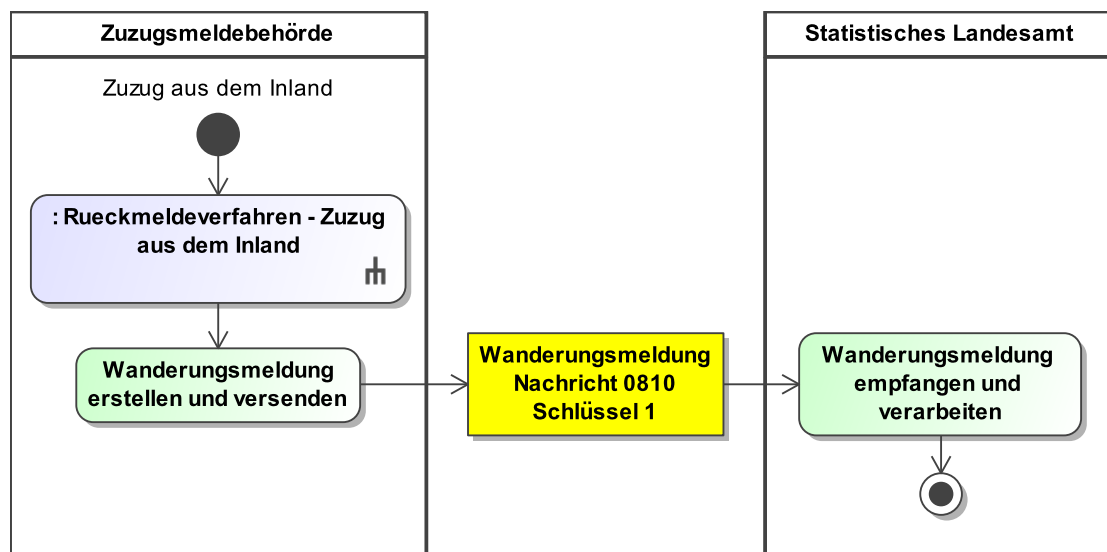 Zuzugsmeldebehörde
Statistisches Landesamt
Zuzug aus dem Inland
: Rueckmeldeverfahren - Zuzug
aus dem Inland
Wanderungsmeldung
erstellen und versenden
Wanderungsmeldung
Nachricht 0810
Schlüssel 1
Wanderungsmeldung
empfangen und
verarbeiten